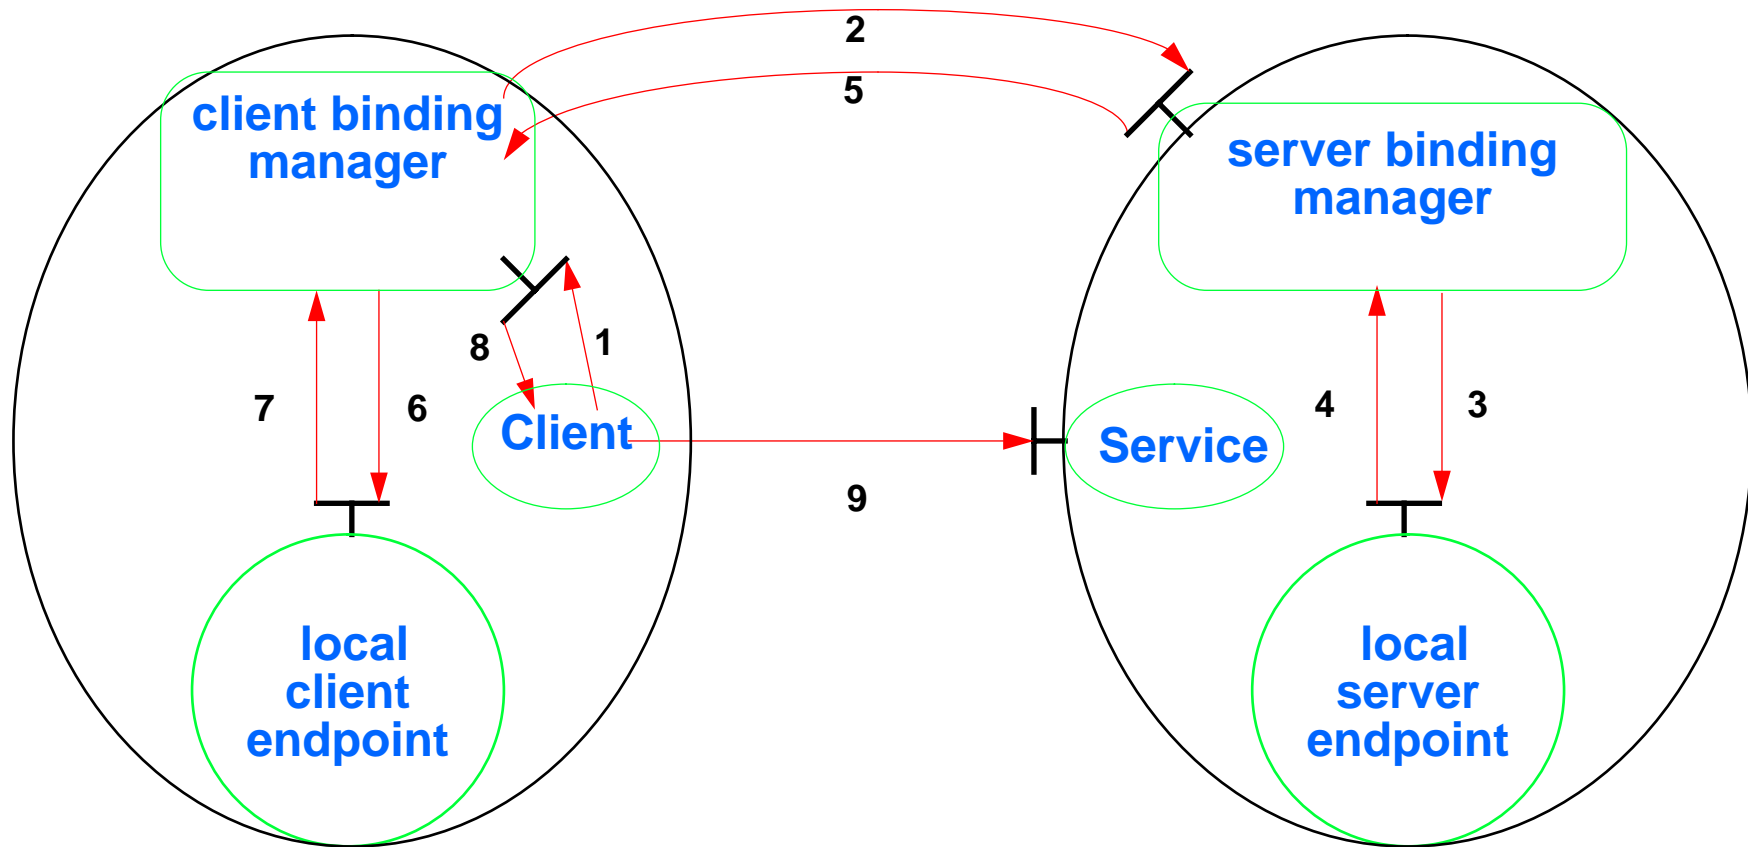 2
5
client binding
manager
server binding
manager
8
1
7
6
4
3
Client
Service
9
local
client
endpoint
local
server
endpoint